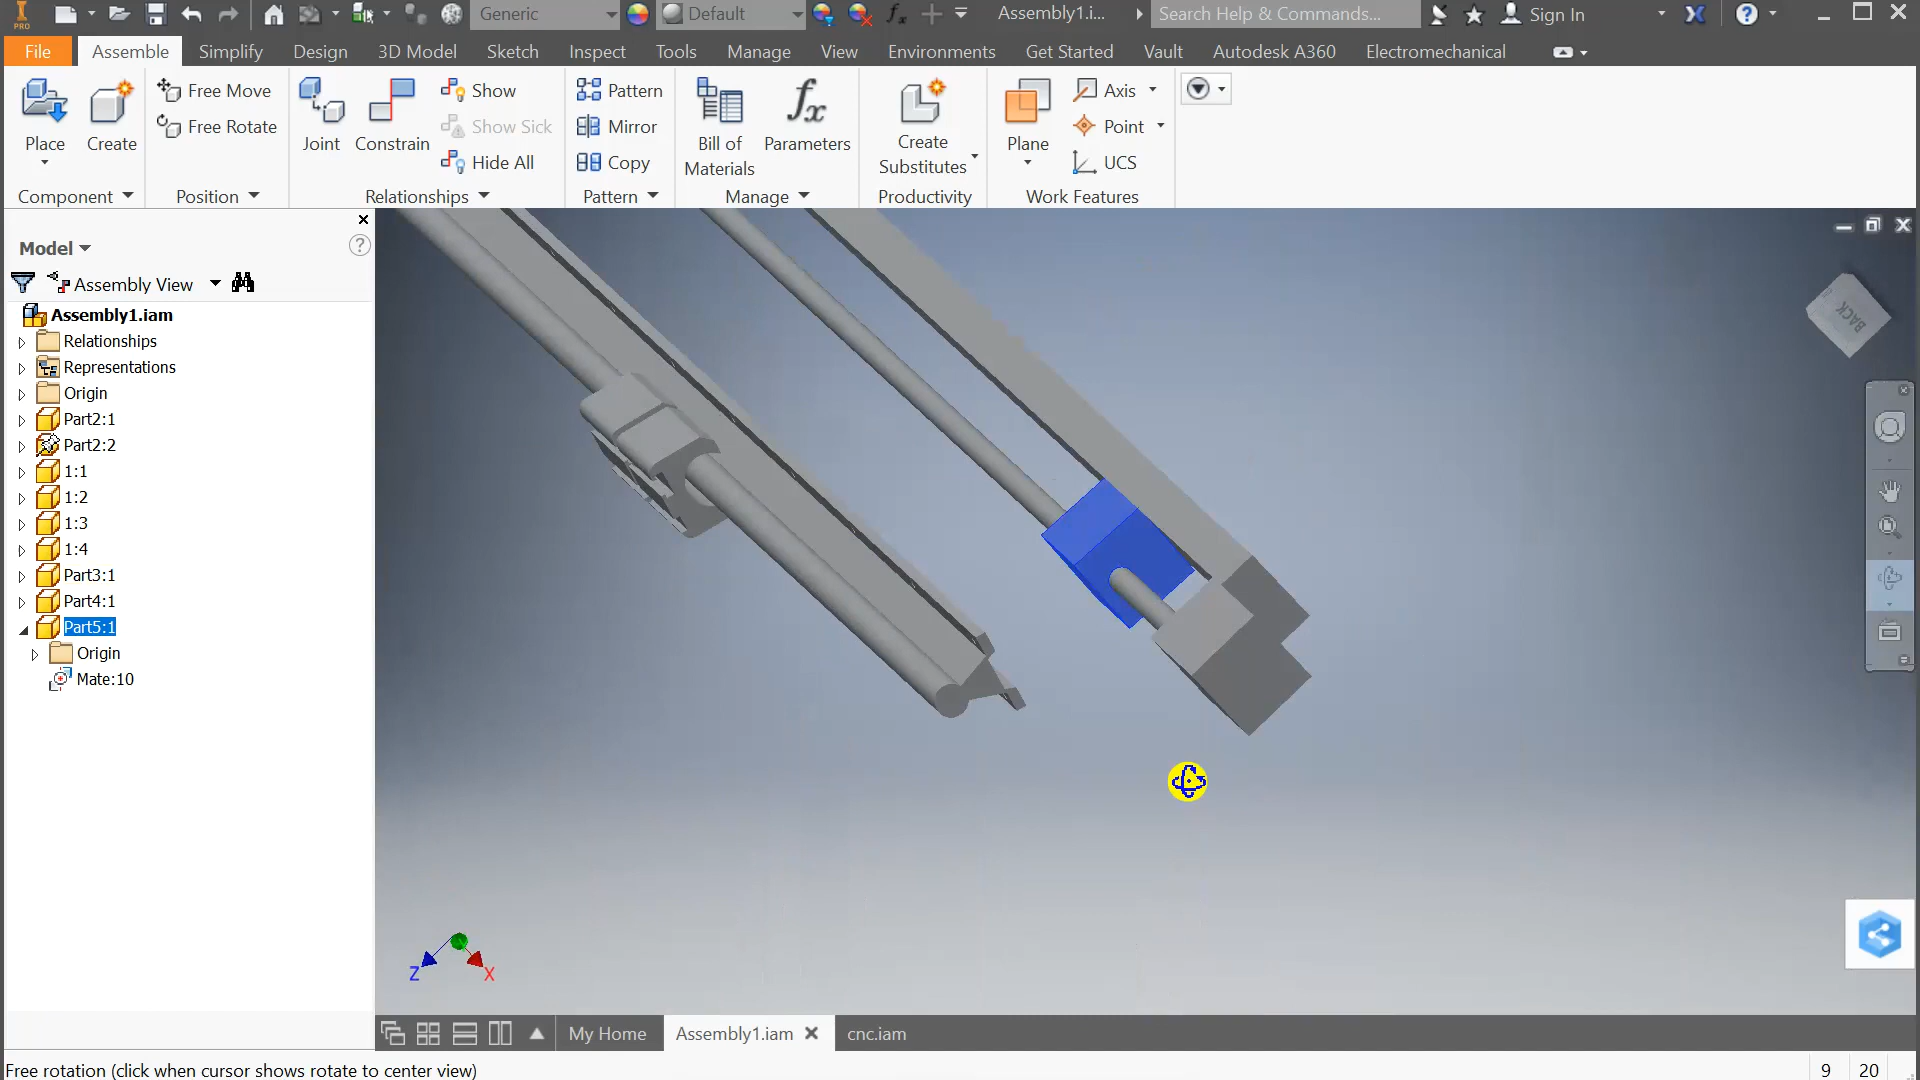 PRO
Generic
Default
fx
Assembly1.i...
Search Help & Commands...
Sign In
File
Assemble
Simplify
Design
3D Model
Sketch
Inspect
Tools
Manage
View
Environments
Get Started
Vault
Autodesk A360
Electromechanical
Place
Create
Free Move
Free Rotate
Joint
Constrain
Show
Show Sick
Hide All
Pattern
Mirror
Copy
Bill of
Materials
fx
Parameters
Create
Substitutes
Plane
Axis
Point
UCS
Component
Position
Relationships
Pattern
Manage
Productivity
Work Features
Model
Assembly View
Assembly1.iam
Relationships
Representations
Origin
Part2:1
Part2:2
1:1
1:2
1:3
1:4
Part3:1
Part4:1
Part5:1
Origin
Mate:10
BACK
Z
X
My Home
Assembly1.iam
cnc.iam
Free rotation (click when cursor shows rotate to center view)
9
20